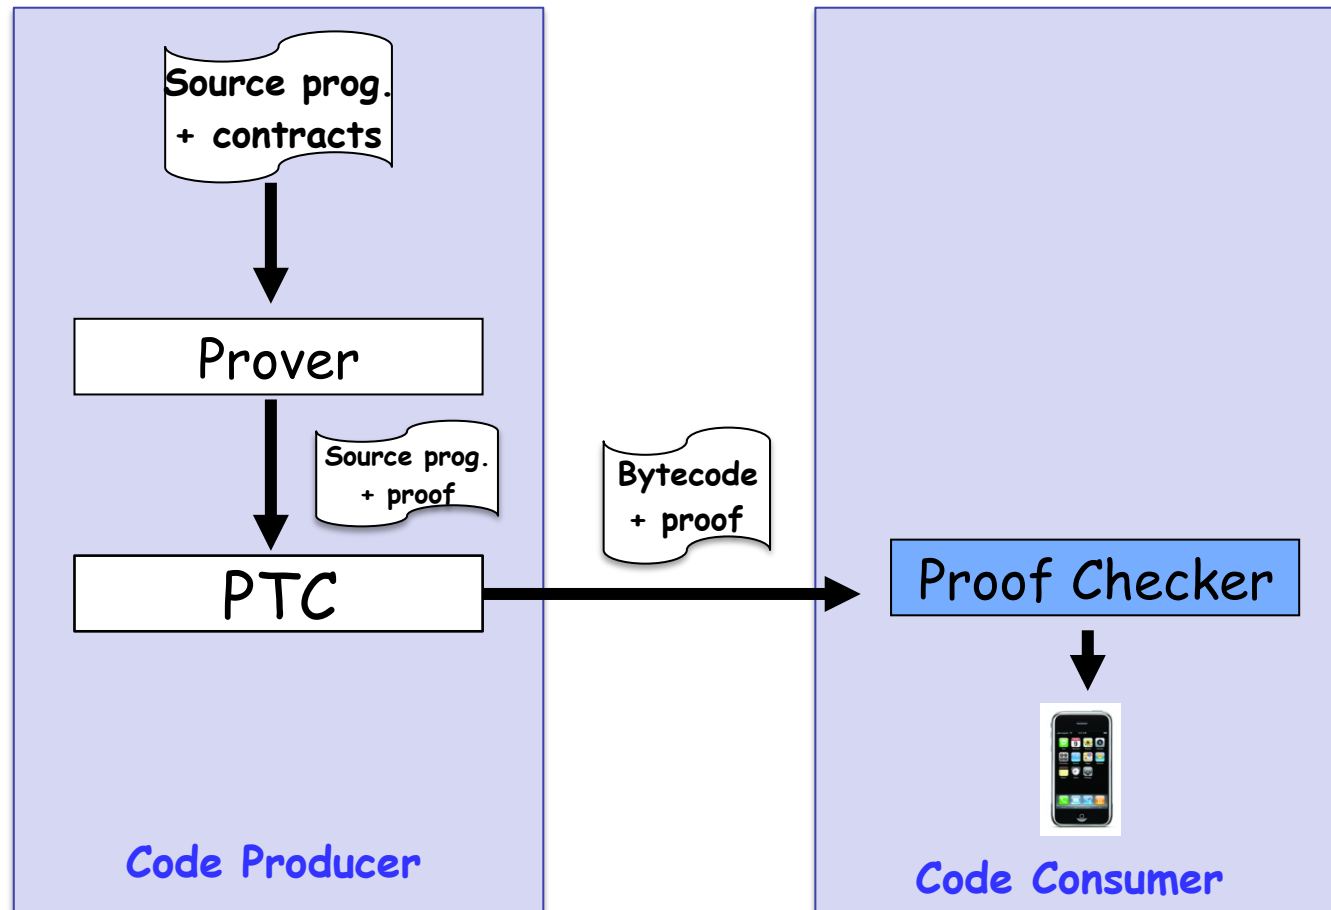 Source prog.
+ contracts
Prover
Source prog.
+ proof
PTC
Bytecode
+ proof
Proof Checker
Code Producer
Code Consumer